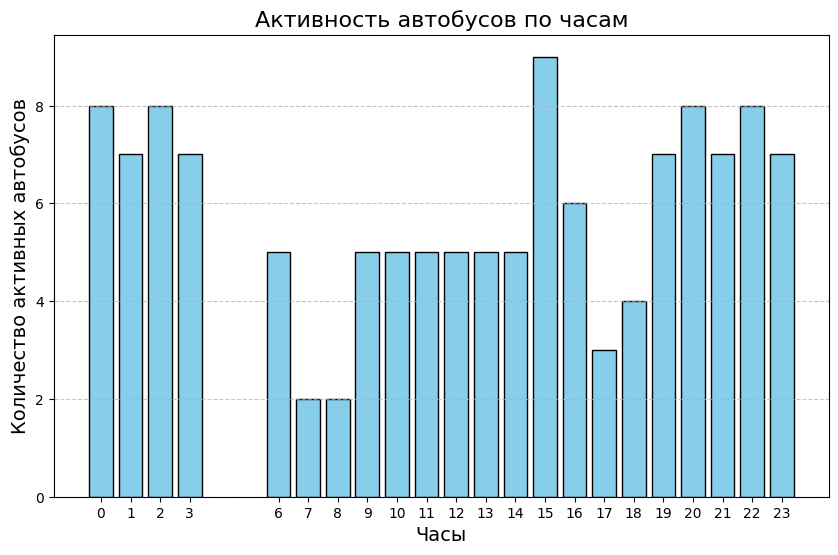 Активность автобусов по часам
Количество активных автобусов
8
6
4
2
0
0 1 2 3 6 7 8 9 10 11 12 13 14 15 16 17 18 19 20 21 22 23
Часы